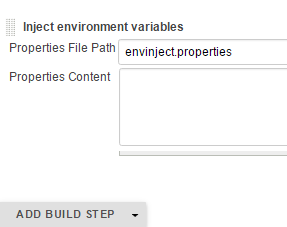 Inject environment variables
Properties File Path envinject.properties
Properties Content
ADD BUILD STEP